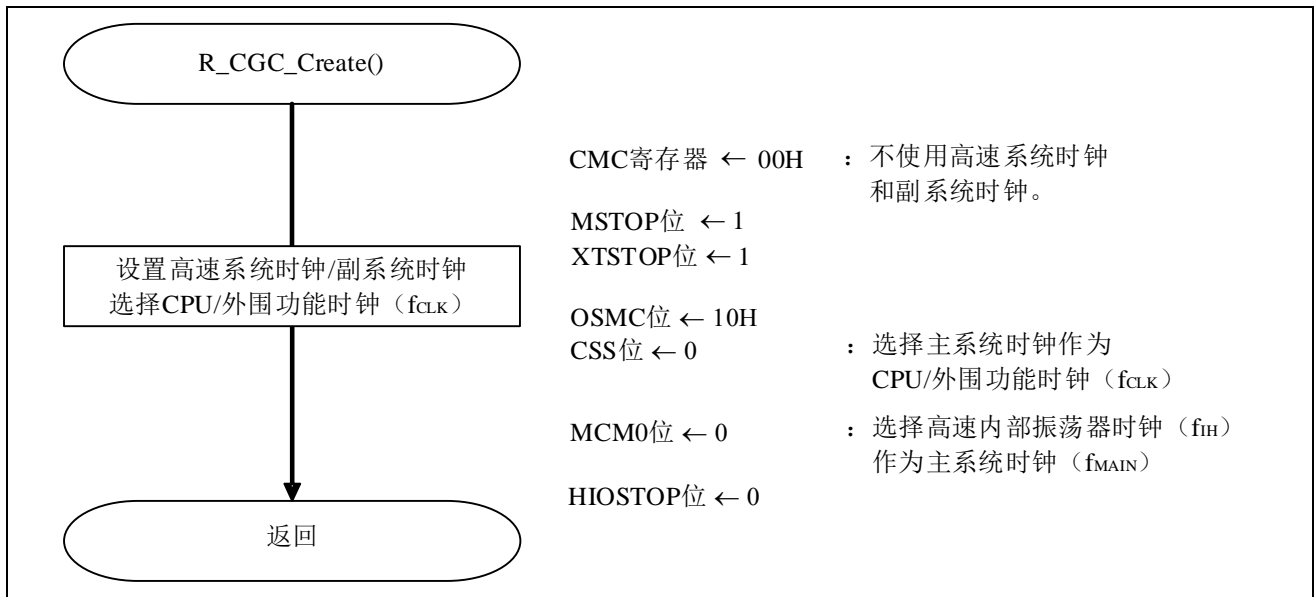 R_CGC_Create()
CMC寄存器 ← 00H ：不使用高速系统时钟
和副系统时钟。
MSTOP位 ← 1
XTSTOP位 ← 1
设置高速系统时钟/副系统时钟
选择CPU/外围功能时钟（fCLK）
OSMC位 ← 10H
CSS位 ← 0 ：选择主系统时钟作为
CPU/外围功能时钟（fCLK）
MCM0位 ← 0 ：选择高速内部振荡器时钟（fIH）
作为主系统时钟（fMAIN）
HIOSTOP位 ← 0
返回